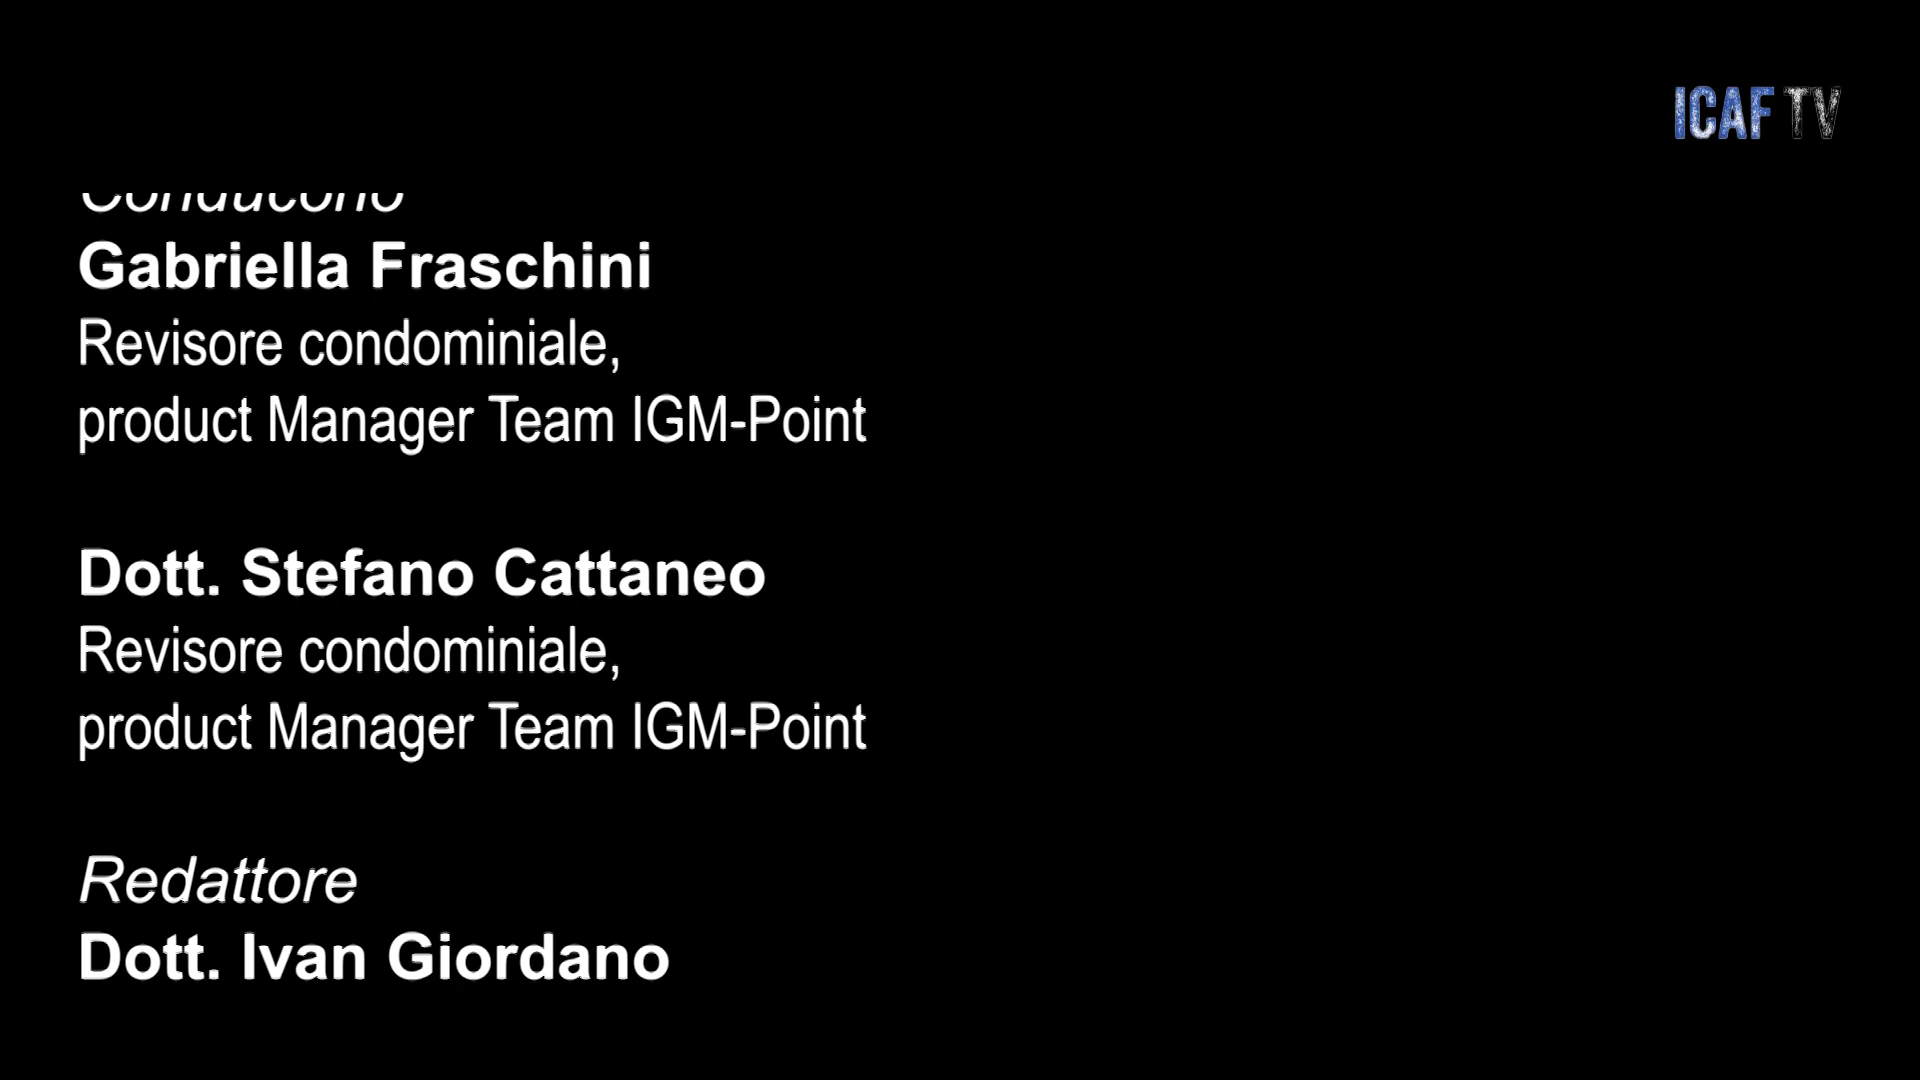 ICAF TV
Conducono
Gabriella Fraschini
Revisore condominiale,
product Manager Team IGM-Point
Dott. Stefano Cattaneo
Revisore condominiale,
product Manager Team IGM-Point
Redattore
Dott. Ivan Giordano